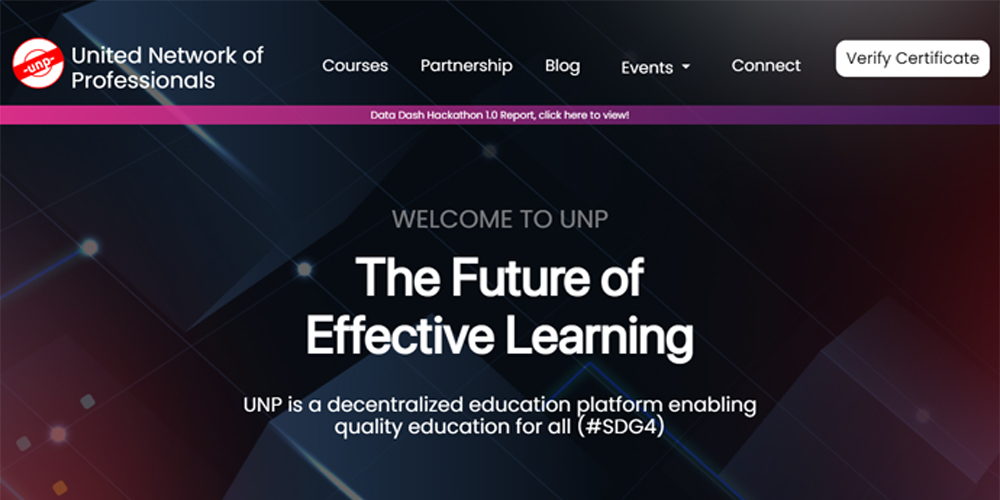 -unp-
United Network of
Professionals
Courses Partnership Blog Events Connect Verify Certificate
Data Dash Hackathon 1.0 Report, click here to view!
WELCOME TO UNP
The Future of
Effective Learning
UNP is a decentralized education platform enabling
quality education for all (#SDG4)